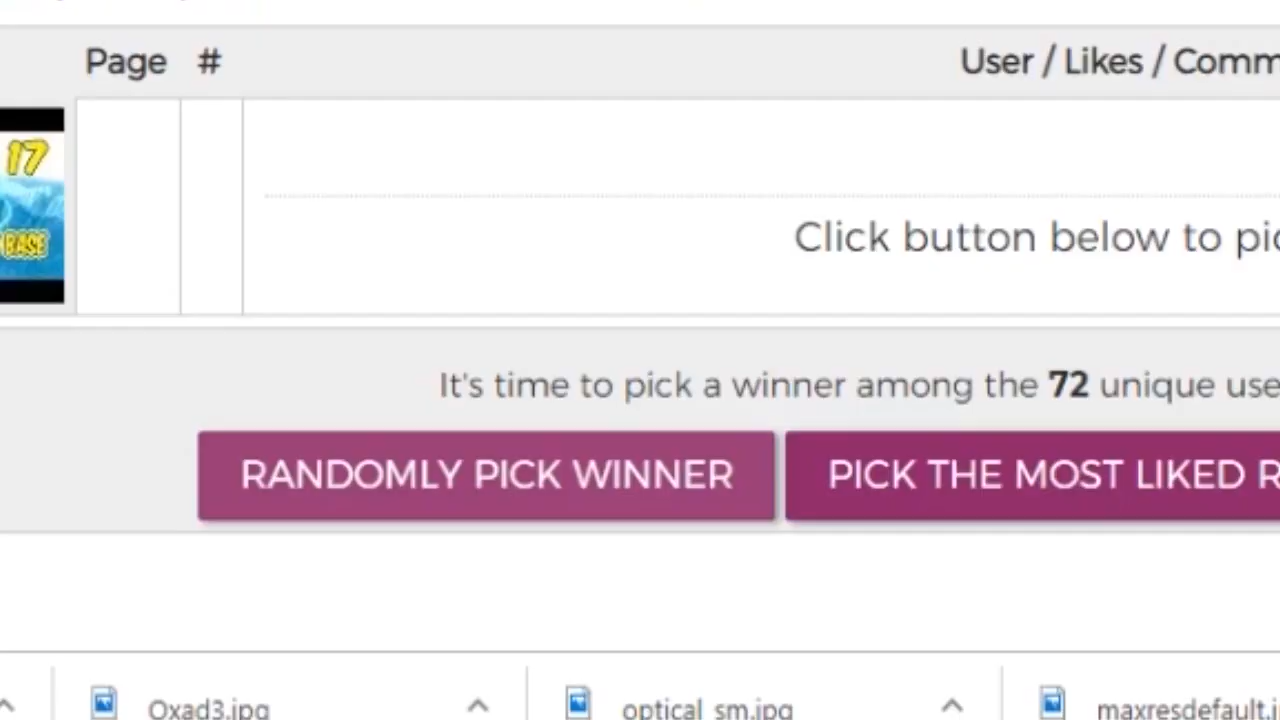 Page # User / Likes / Comm
17
BASE
Click button below to pic
It's time to pick a winner among the 72 unique use
RANDOMLY PICK WINNER PICK THE MOST LIKED R
Oxad3.jpg optical_sm.jpg maxresdefault.j